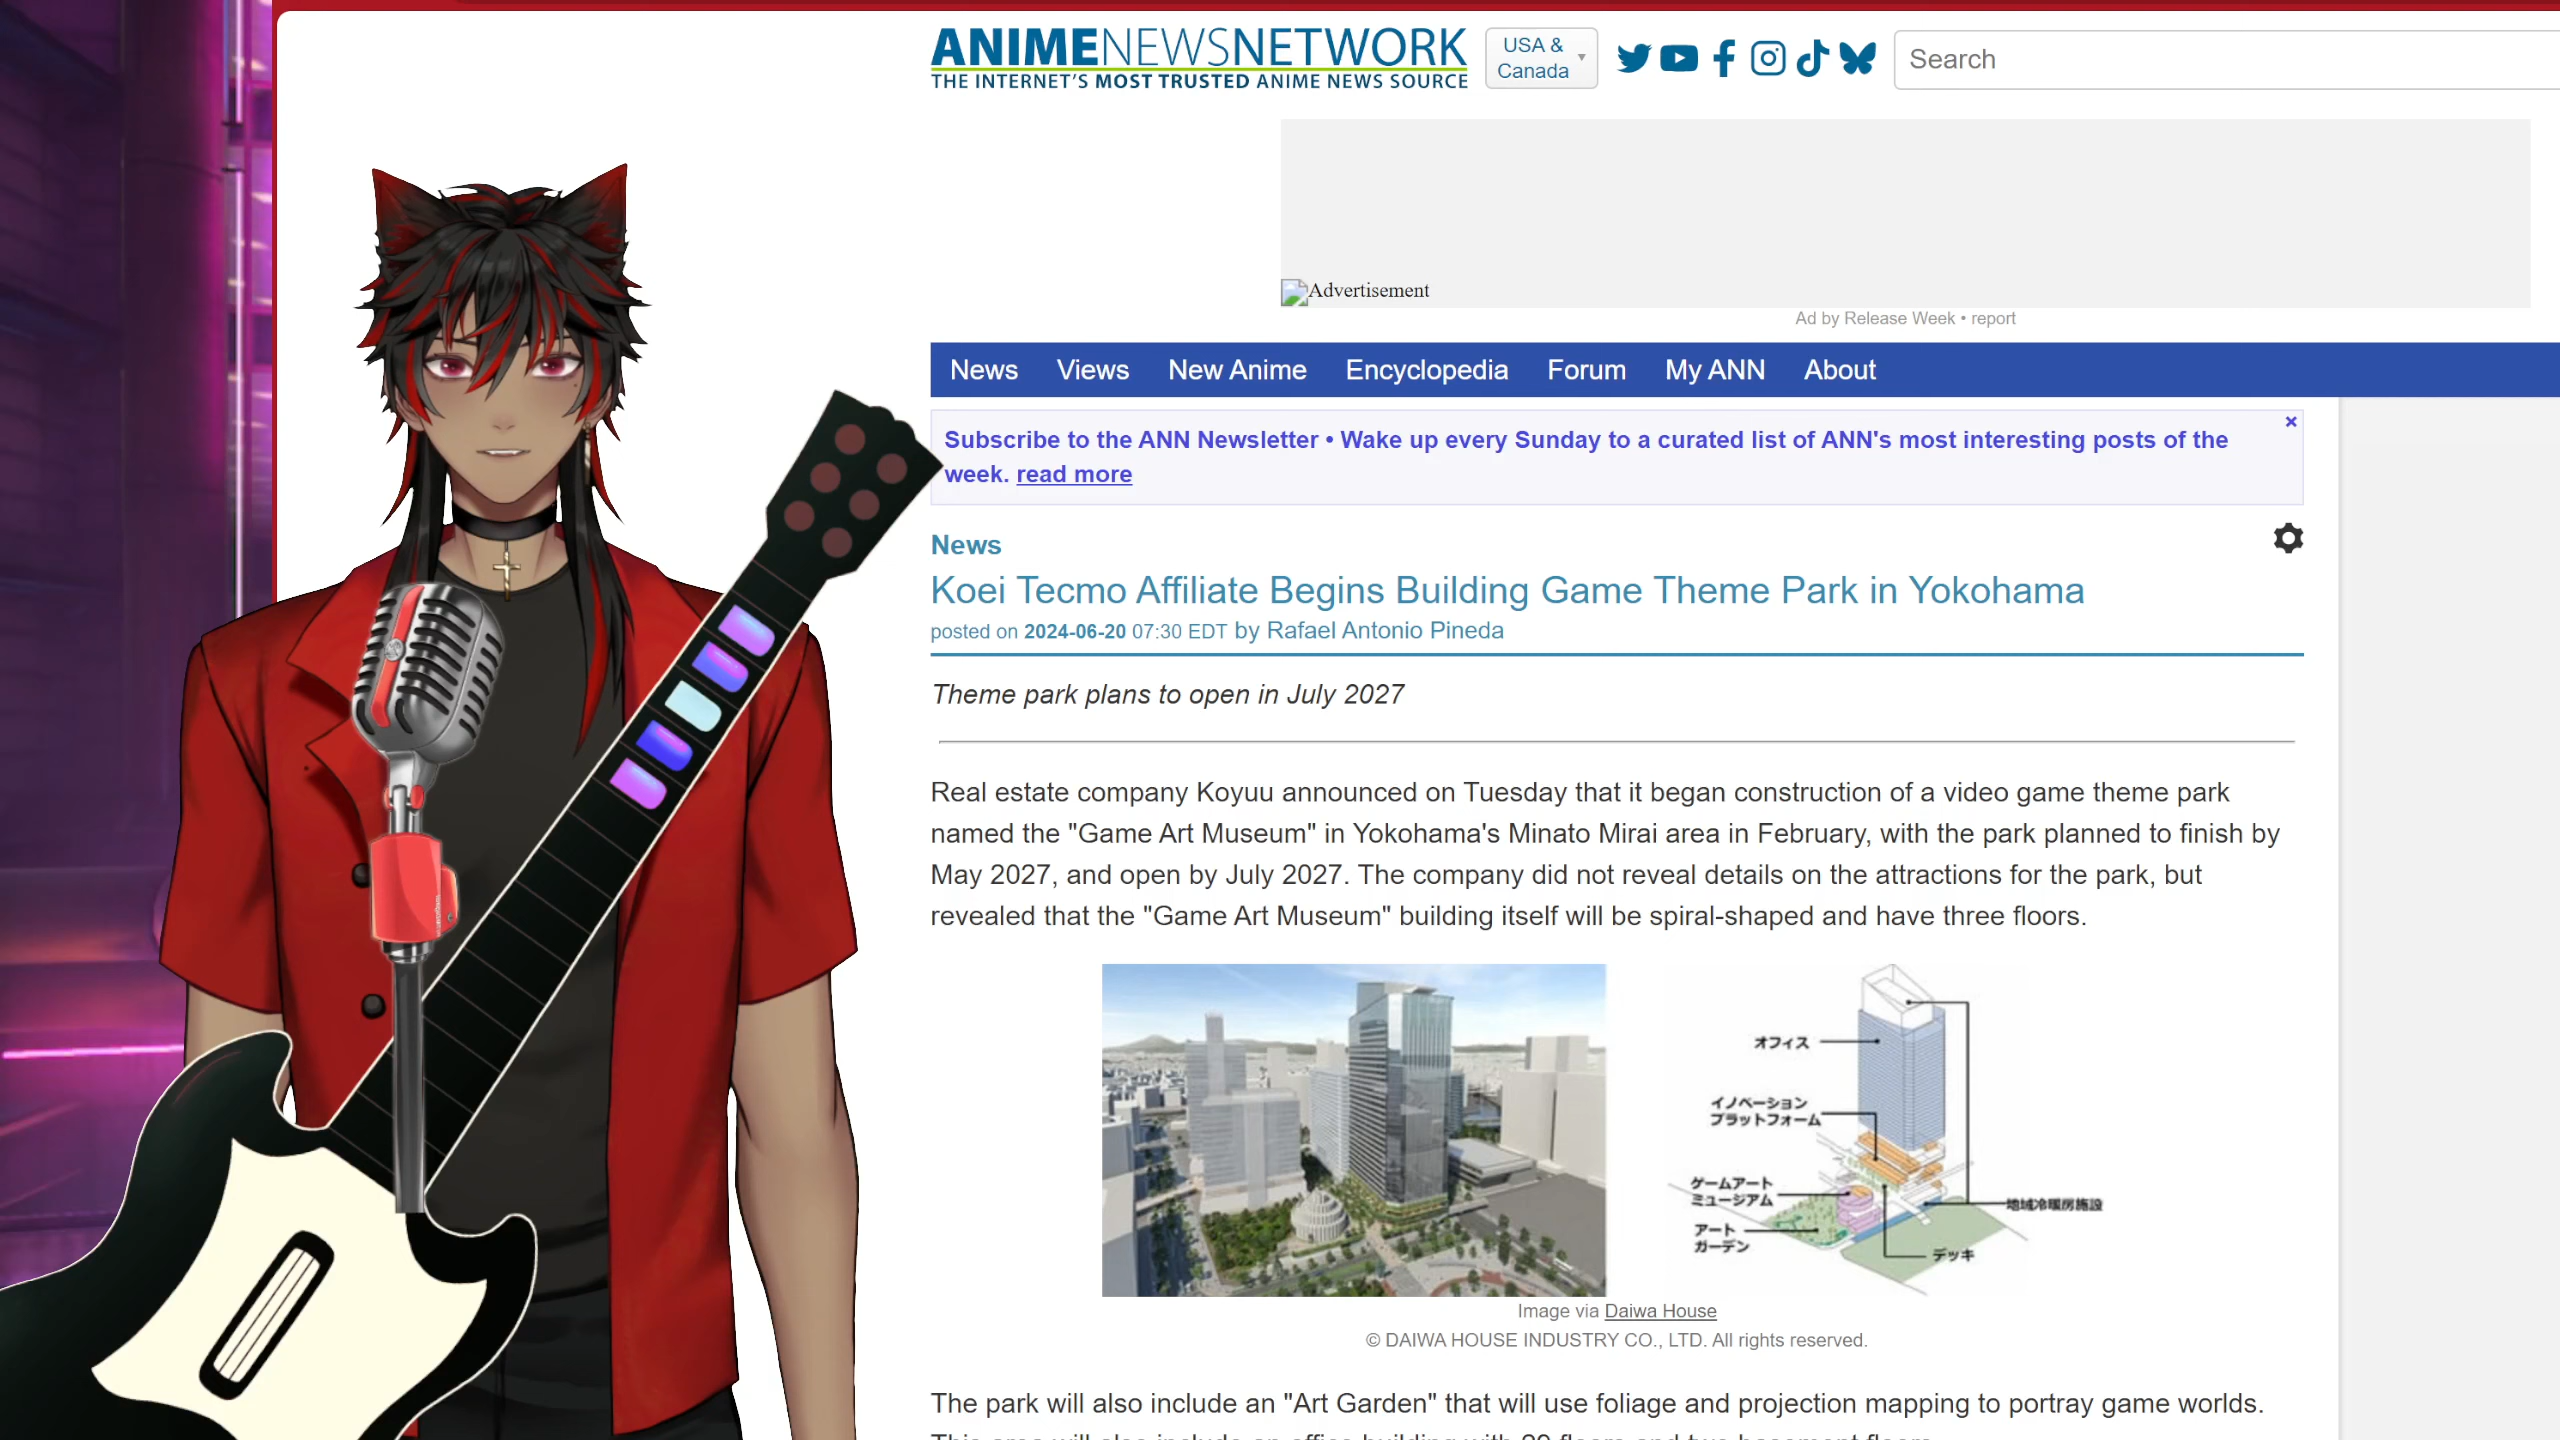 ANIMENEWSNETWORK
THE INTERNET'S MOST TRUSTED ANIME NEWS SOURCE
USA &
Canada
Search
Advertisement
Ad by Release Week • report
News Views New Anime Encyclopedia Forum My ANN About
Subscribe to the ANN Newsletter • Wake up every Sunday to a curated list of ANN's most interesting posts of the
week. read more
News
Koei Tecmo Affiliate Begins Building Game Theme Park in Yokohama
posted on 2024-06-20 07:30 EDT by Rafael Antonio Pineda
Theme park plans to open in July 2027
Real estate company Koyuu announced on Tuesday that it began construction of a video game theme park
named the "Game Art Museum" in Yokohama's Minato Mirai area in February, with the park planned to finish by
May 2027, and open by July 2027. The company did not reveal details on the attractions for the park, but
revealed that the "Game Art Museum" building itself will be spiral-shaped and have three floors.
オフィス
イノベーション
プラットフォーム
ゲームアート
ミュージアム
アート
ガーデン
地域冷暖房施設
デッキ
Image via Daiwa House
© DAIWA HOUSE INDUSTRY CO., LTD. All rights reserved.
The park will also include an "Art Garden" that will use foliage and projection mapping to portray game worlds.